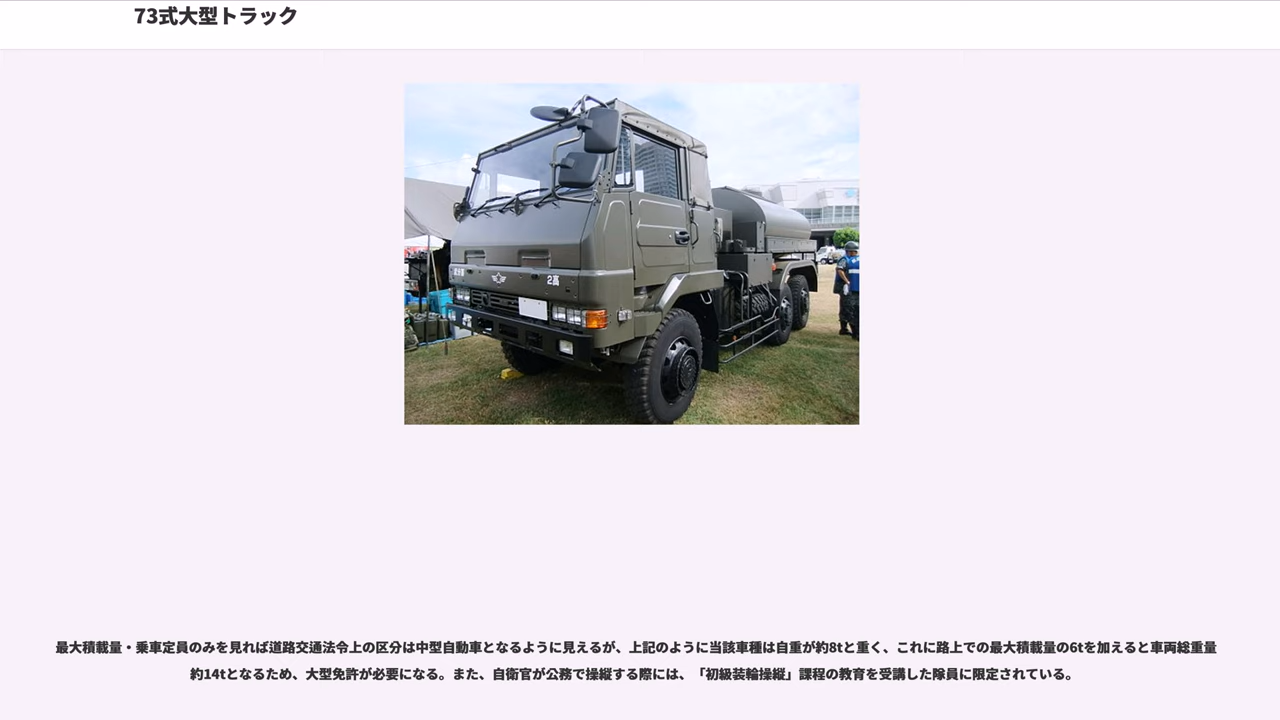 73式大型トラック
2高
最大積載量・乗車定員のみを見れば道路交通法令上の区分は中型自動車となるように見えるが、上記のように当該車種は自重が約8tと重く、これに路上での最大積載量の6tを加えると車両総重量
約14tとなるため、大型免許が必要になる。また、自衛官が公務で操縦する際には、「初級装輪操縦」課程の教育を受講した隊員に限定されている。